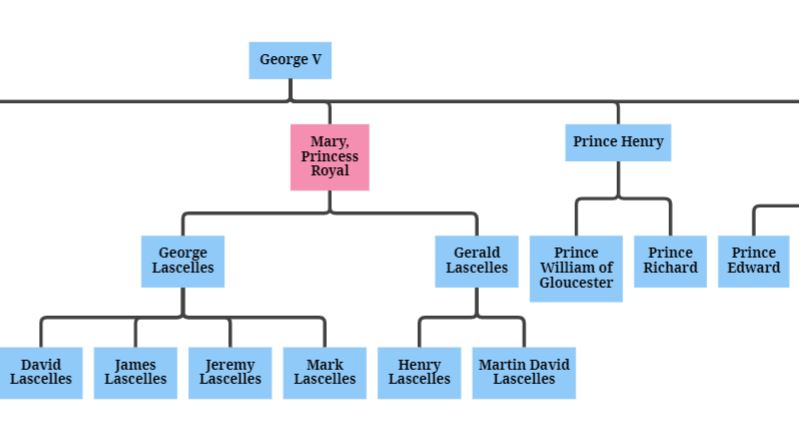 George V
Mary,
Princess
Royal
Prince Henry
George
Lascelles
Gerald
Lascelles
Prince
William of
Gloucester
Prince
Richard
Prince
Edward
David
Lascelles
James
Lascelles
Jeremy
Lascelles
Mark
Lascelles
Henry
Lascelles
Martin David
Lascelles